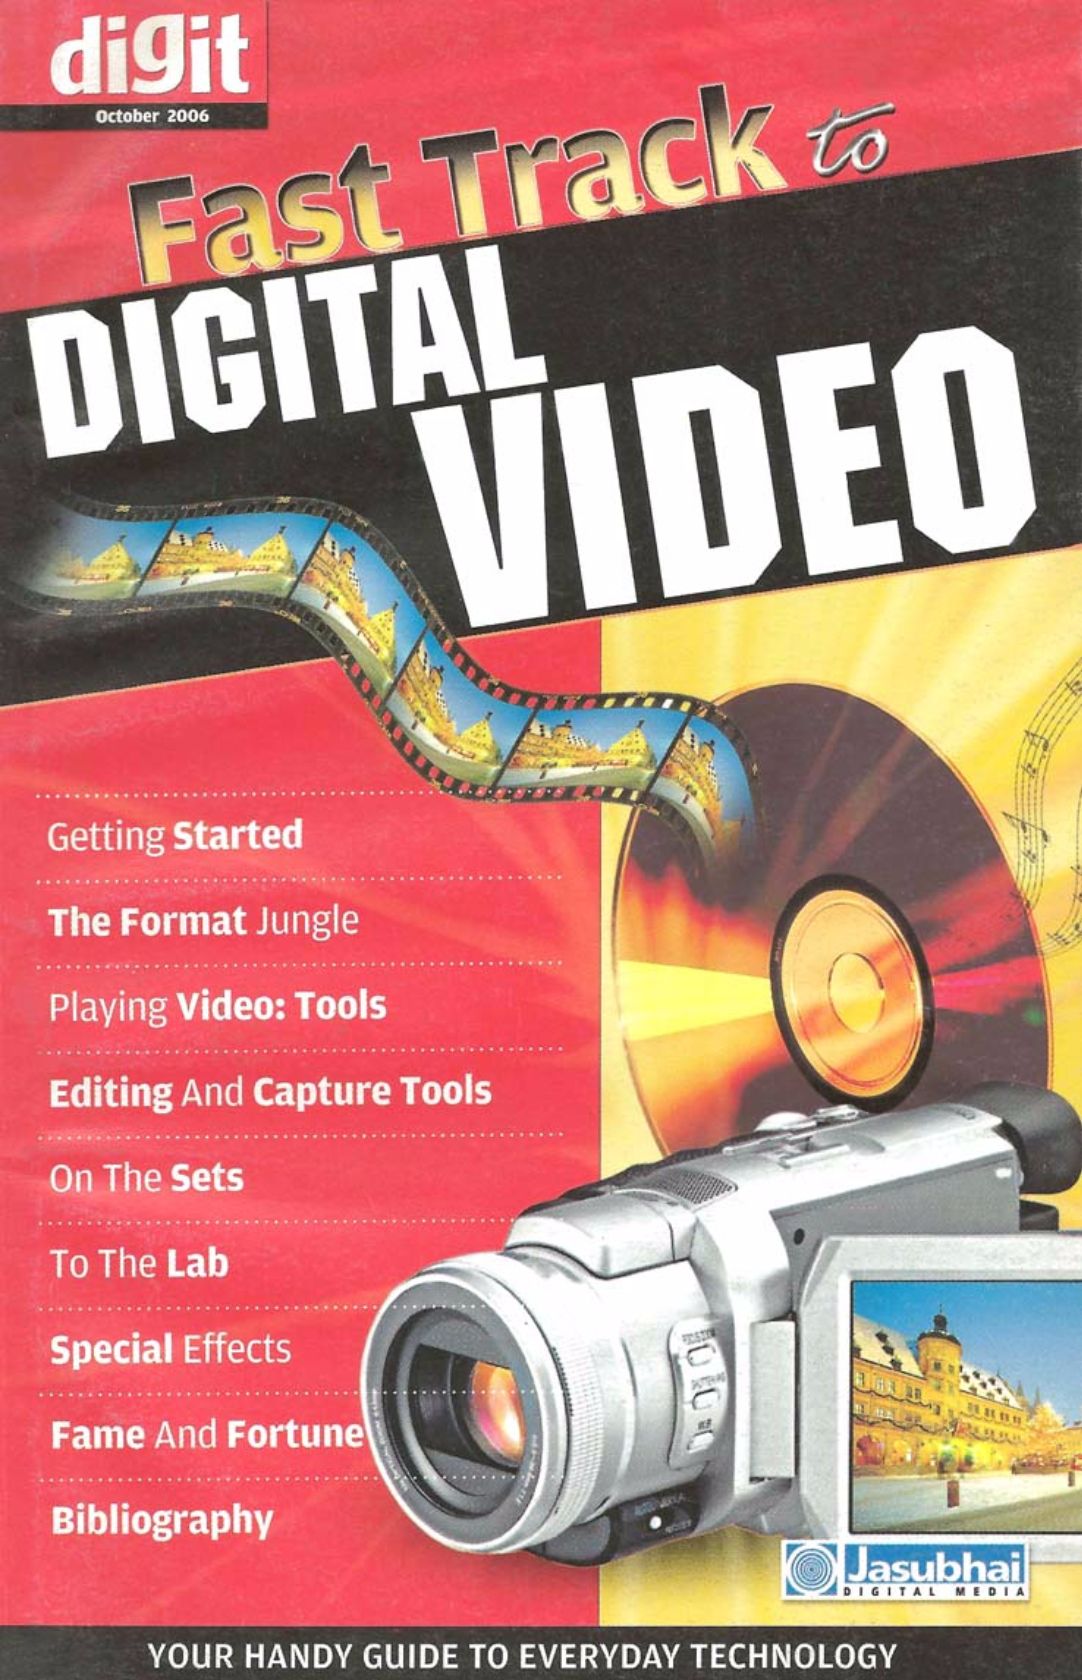 digit
October 2006
Fast Track to
DIGITAL
VIDEO
Getting Started
The Format Jungle
Playing Video: Tools
Editing And Capture Tools
On The Sets
To The Lab
Special Effects
Fame And Fortune
Bibliography
Jasubhai
DIGITAL MEDIA
YOUR HANDY GUIDE TO EVERYDAY TECHNOLOGY